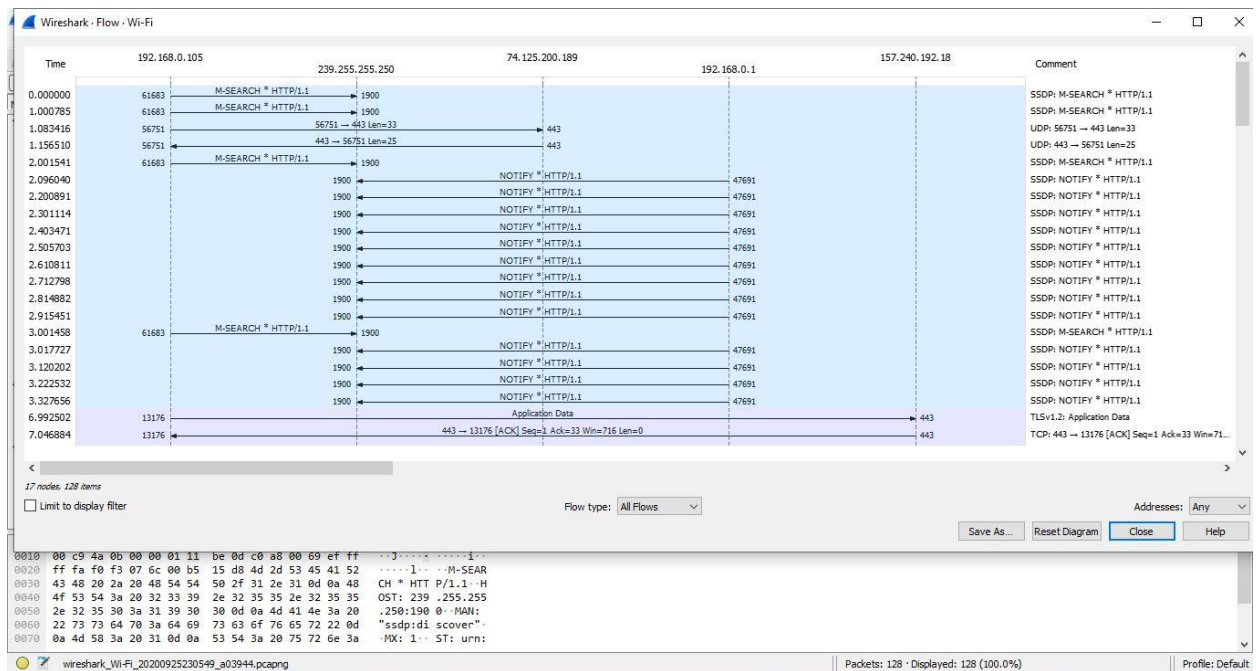 Wireshark · Flow · Wi-Fi
192.168.0.105 74.125.200.189 157.240.192.18
Time 239.255.255.250 192.168.0.1 Comment
0.000000 61683 M-SEARCH * HTTP/1.1 1900 SSDP: M-SEARCH * HTTP/1.1
1.000785 61683 M-SEARCH * HTTP/1.1 1900 SSDP: M-SEARCH * HTTP/1.1
1.083416 56751 56751 → 443 Len=33 443 UDP: 56751 → 443 Len=33
1.156510 56751 443 → 56751 Len=25 443 UDP: 443 → 56751 Len=25
2.001541 61683 M-SEARCH * HTTP/1.1 1900 SSDP: M-SEARCH * HTTP/1.1
2.096040 1900 NOTIFY * HTTP/1.1 47691 SSDP: NOTIFY * HTTP/1.1
2.200891 1900 NOTIFY * HTTP/1.1 47691 SSDP: NOTIFY * HTTP/1.1
2.301114 1900 NOTIFY * HTTP/1.1 47691 SSDP: NOTIFY * HTTP/1.1
2.403471 1900 NOTIFY * HTTP/1.1 47691 SSDP: NOTIFY * HTTP/1.1
2.505703 1900 NOTIFY * HTTP/1.1 47691 SSDP: NOTIFY * HTTP/1.1
2.610811 1900 NOTIFY * HTTP/1.1 47691 SSDP: NOTIFY * HTTP/1.1
2.712798 1900 NOTIFY * HTTP/1.1 47691 SSDP: NOTIFY * HTTP/1.1
2.814882 1900 NOTIFY * HTTP/1.1 47691 SSDP: NOTIFY * HTTP/1.1
2.915451 1900 NOTIFY * HTTP/1.1 47691 SSDP: NOTIFY * HTTP/1.1
3.001458 61683 M-SEARCH * HTTP/1.1 1900 SSDP: M-SEARCH * HTTP/1.1
3.017727 1900 NOTIFY * HTTP/1.1 47691 SSDP: NOTIFY * HTTP/1.1
3.120202 1900 NOTIFY * HTTP/1.1 47691 SSDP: NOTIFY * HTTP/1.1
3.222532 1900 NOTIFY * HTTP/1.1 47691 SSDP: NOTIFY * HTTP/1.1
3.327656 1900 NOTIFY * HTTP/1.1 47691 SSDP: NOTIFY * HTTP/1.1
6.992502 13176 Application Data 443 TLSv1.2: Application Data
7.046884 13176 443 → 13176 [ACK] Seq=1 Ack=33 Win=716 Len=0 443 TCP: 443 → 13176 [ACK] Seq=1 Ack=33 Win=71...
17 nodes, 128 items
Limit to display filter Flow type: All Flows Addresses: Any
Save As... Reset Diagram Close Help
0010 00 c9 4a 0b 00 00 01 11 be 0d c0 a8 00 69 ef ff ··J····· ·····i··
0020 ff fa f0 f3 07 6c 00 b5 15 d8 4d 2d 53 45 41 52 ·····l·· ··M-SEAR
0030 43 48 20 2a 20 48 54 54 50 2f 31 2e 31 0d 0a 48 CH * HTT P/1.1··H
0040 4f 53 54 3a 20 32 33 39 2e 32 35 35 2e 32 35 35 OST: 239 .255.255
0050 2e 32 35 30 3a 31 39 30 30 0d 0a 4d 41 4e 3a 20 .250:190 0··MAN:
0060 22 73 73 64 70 3a 64 69 73 63 6f 76 65 72 22 0d "ssdp:di scover"·
0070 0a 4d 58 3a 20 31 0d 0a 53 54 3a 20 75 72 6e 3a ·MX: 1·· ST: urn:
wireshark_Wi-Fi_20200925230549_a03944.pcapng Packets: 128 · Displayed: 128 (100.0%) Profile: Default